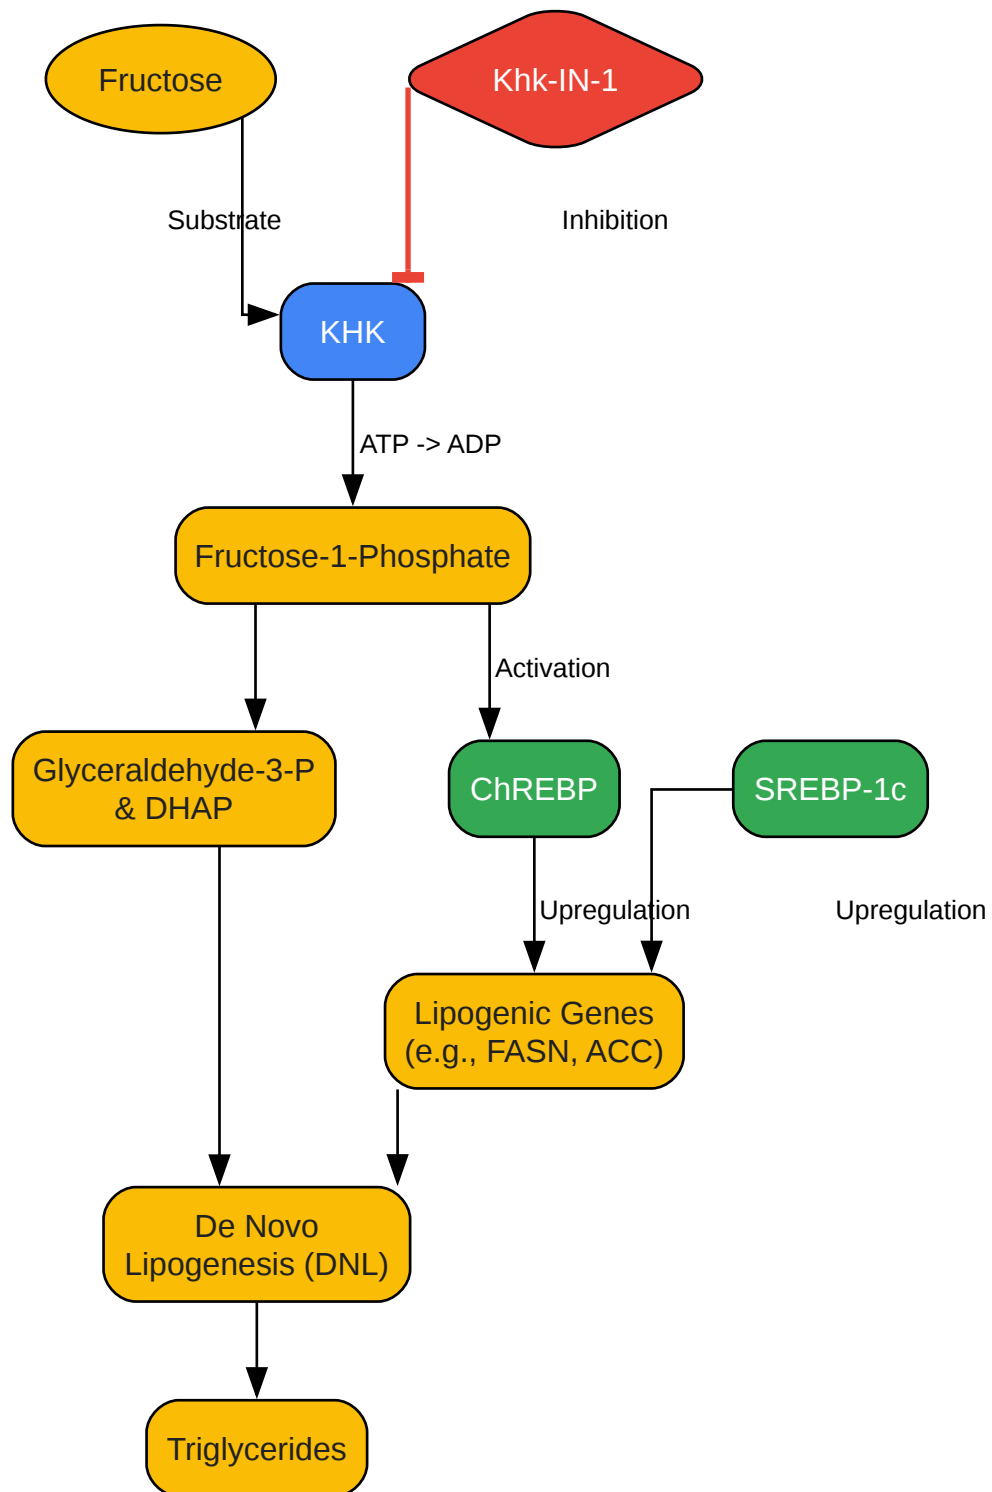 Fructose
Khk-IN-1
Substrate
Inhibition
KHK
ATP -> ADP
Fructose-1-Phosphate
Activation
Glyceraldehyde-3-P
& DHAP
ChREBP
SREBP-1c
Upregulation
Upregulation
Lipogenic Genes
(e.g., FASN, ACC)
De Novo
Lipogenesis (DNL)
Triglycerides